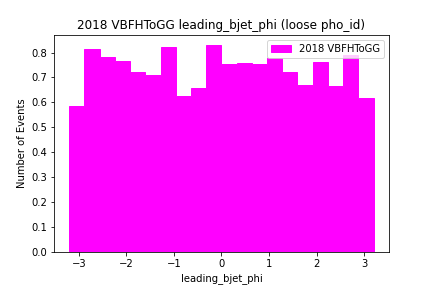 2018 VBFHToGG leading_bjet_phi (loose pho_id)
2018 VBFHToGG
Number of Events
0.8
0.7
0.6
0.5
0.4
0.3
0.2
0.1
0.0
−3 −2 −1 0 1 2 3
leading_bjet_phi